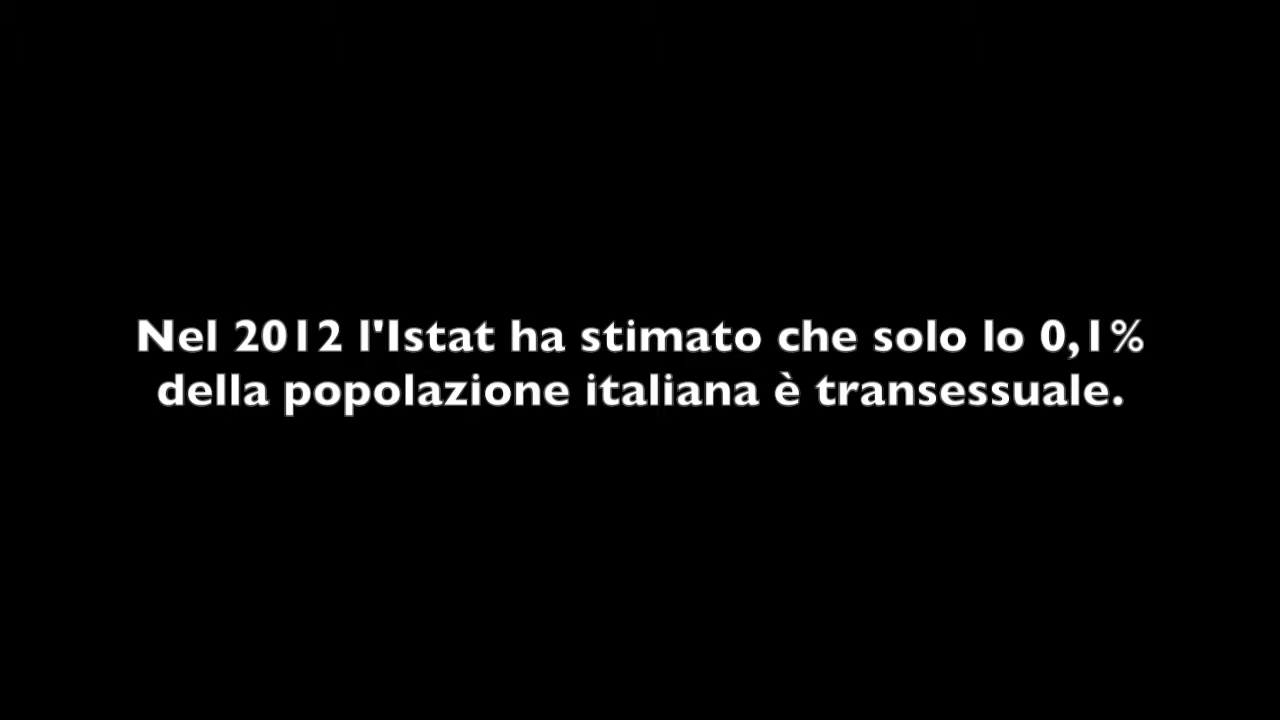 Nel 2012 l'Istat ha stimato che solo lo 0,1%
della popolazione italiana è transessuale.